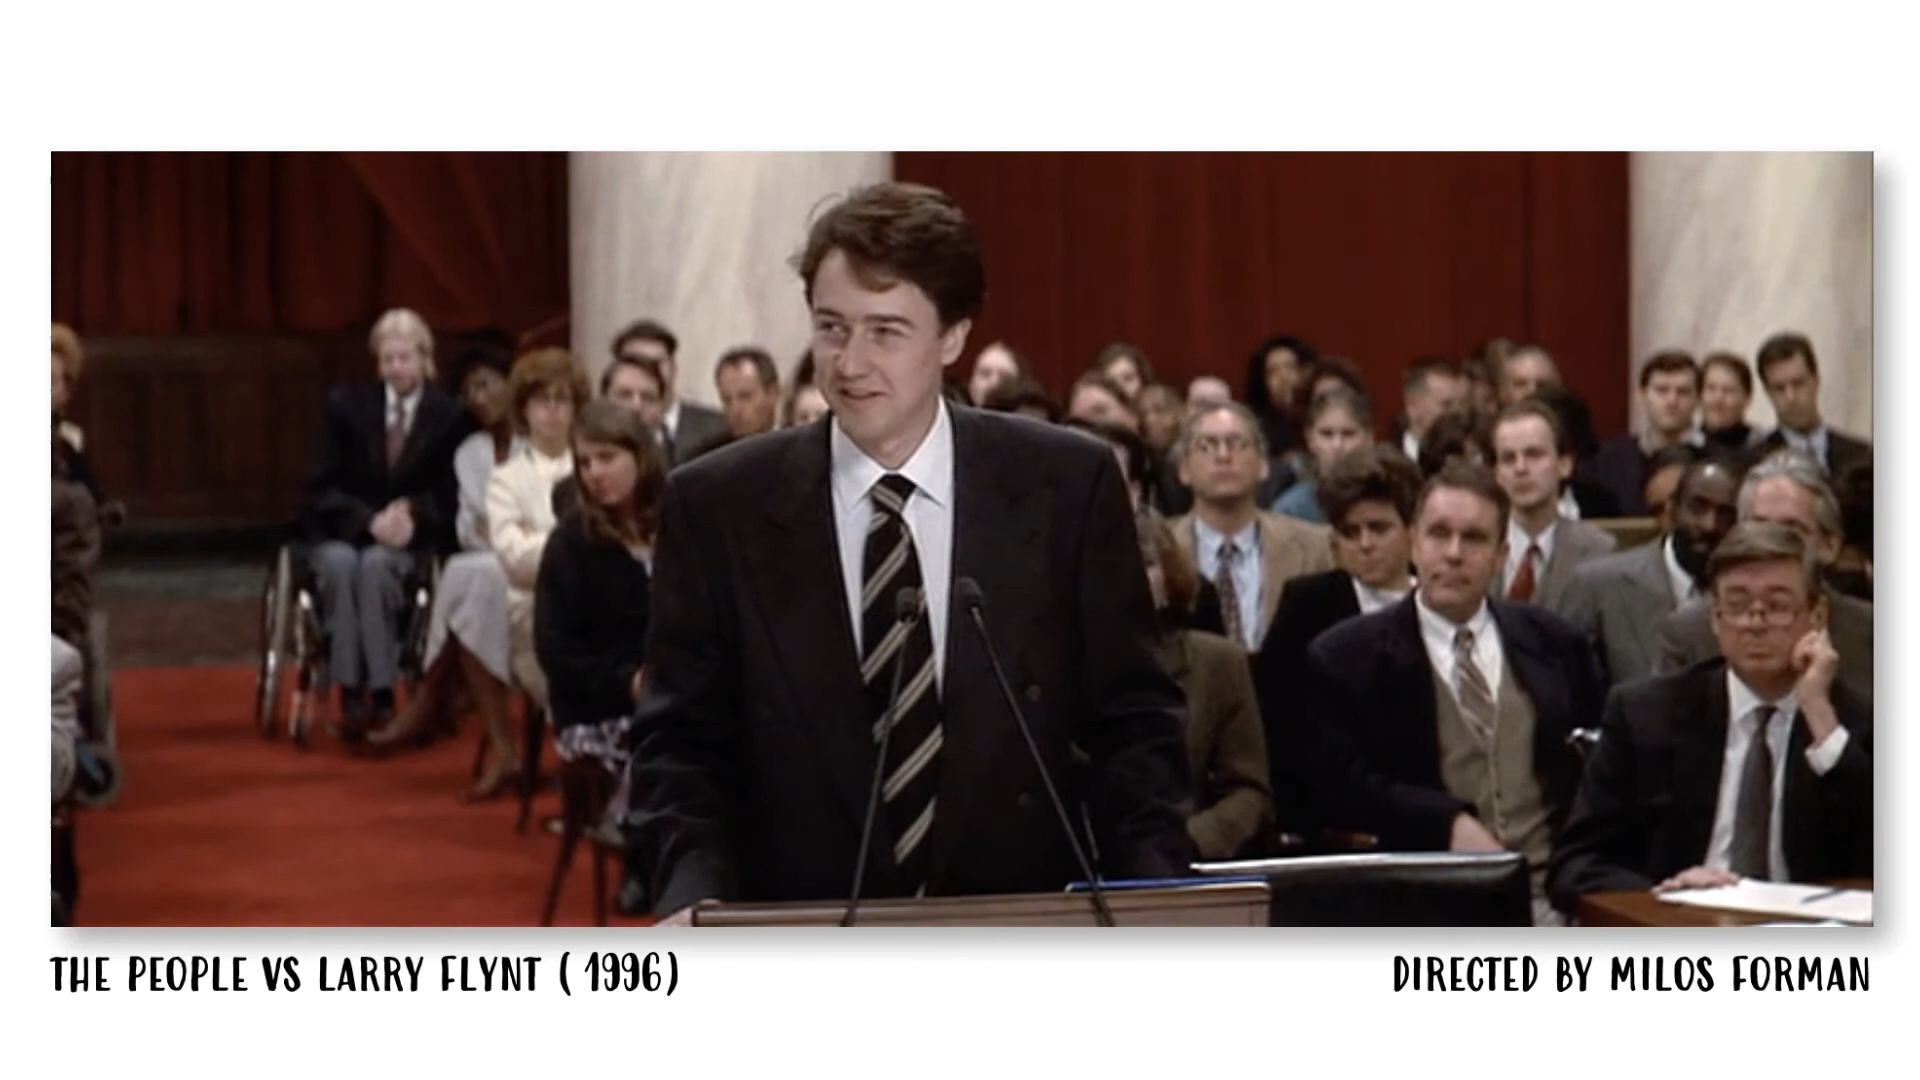 THE PEOPLE VS LARRY FLYNT ( 1996)
DIRECTED BY MILOS FORMAN